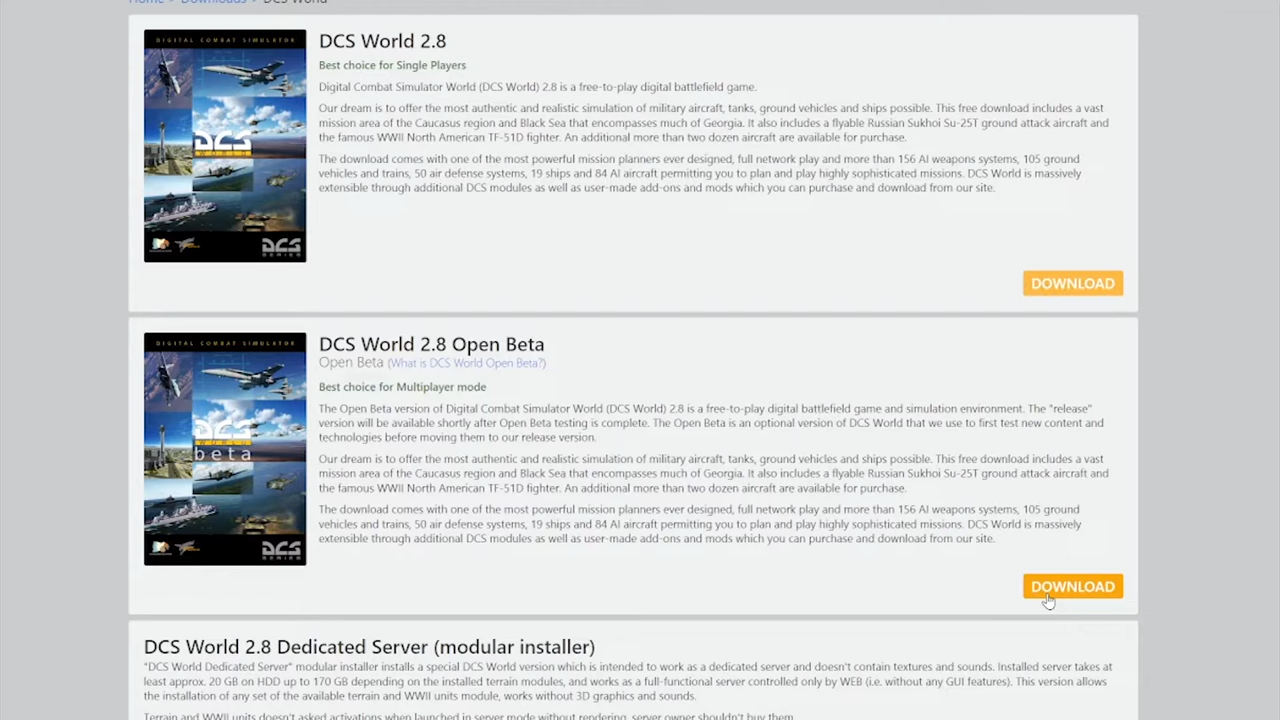 Home > Downloads > DCS World
DIGITAL COMBAT SIMULATOR
DCS
WORLD
DCS
SERIES
DCS World 2.8
Best choice for Single Players
Digital Combat Simulator World (DCS World) 2.8 is a free-to-play digital battlefield game.
Our dream is to offer the most authentic and realistic simulation of military aircraft, tanks, ground vehicles and ships possible. This free download includes a vast
mission area of the Caucasus region and Black Sea that encompasses much of Georgia. It also includes a flyable Russian Sukhoi Su-25T ground attack aircraft and
the famous WWII North American TF-51D fighter. An additional more than two dozen aircraft are available for purchase.
The download comes with one of the most powerful mission planners ever designed, full network play and more than 156 AI weapons systems, 105 ground
vehicles and trains, 50 air defense systems, 19 ships and 84 AI aircraft permitting you to plan and play highly sophisticated missions. DCS World is massively
extensible through additional DCS modules as well as user-made add-ons and mods which you can purchase and download from our site.
DOWNLOAD
DIGITAL COMBAT SIMULATOR
DCS
WORLD
beta
DCS
SERIES
DCS World 2.8 Open Beta
Open Beta (What is DCS World Open Beta?)
Best choice for Multiplayer mode
The Open Beta version of Digital Combat Simulator World (DCS World) 2.8 is a free-to-play digital battlefield game and simulation environment. The "release"
version will be available shortly after Open Beta testing is complete. The Open Beta is an optional version of DCS World that we use to first test new content and
technologies before moving them to our release version.
Our dream is to offer the most authentic and realistic simulation of military aircraft, tanks, ground vehicles and ships possible. This free download includes a vast
mission area of the Caucasus region and Black Sea that encompasses much of Georgia. It also includes a flyable Russian Sukhoi Su-25T ground attack aircraft and
the famous WWII North American TF-51D fighter. An additional more than two dozen aircraft are available for purchase.
The download comes with one of the most powerful mission planners ever designed, full network play and more than 156 AI weapons systems, 105 ground
vehicles and trains, 50 air defense systems, 19 ships and 84 AI aircraft permitting you to plan and play highly sophisticated missions. DCS World is massively
extensible through additional DCS modules as well as user-made add-ons and mods which you can purchase and download from our site.
DOWNLOAD
DCS World 2.8 Dedicated Server (modular installer)
"DCS World Dedicated Server" modular installer installs a special DCS World version which is intended to work as a dedicated server and doesn't contain textures and sounds. Installed server takes at
least approx. 20 GB on HDD up to 170 GB depending on the installed terrain modules, and works as a full-functional server controlled only by WEB (i.e. without any GUI features). This version allows
the installation of any set of the available terrain and WWII units module, works without 3D graphics and sounds.
Terrain and WWII units doesn't asked activations when launched in server mode without rendering, server owner shouldn't buy them.